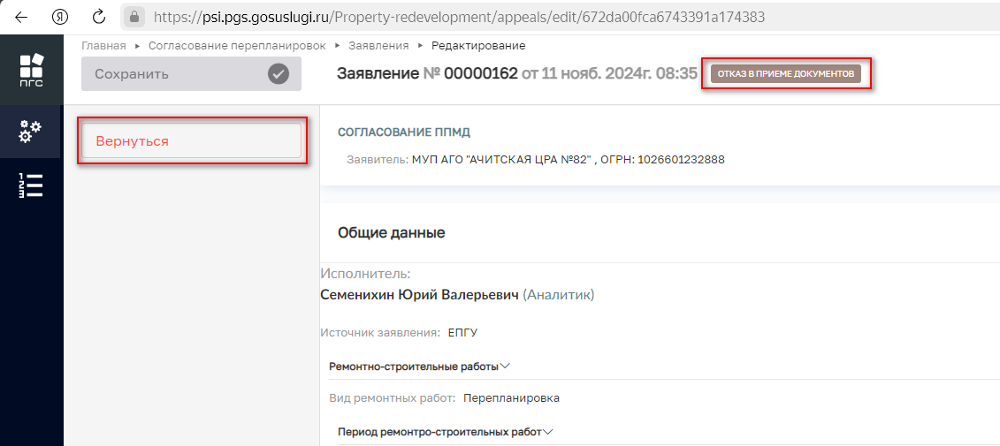 https://psi.pgs.gosuslugi.ru/Property-redevelopment/appeals/edit/672da00fca6743391a174383
Главная ▸ Согласование перепланировок ▸ Заявления ▸ Редактирование
Сохранить
Заявление № 00000162 от 11 нояб. 2024г. 08:35 ОТКАЗ В ПРИЕМЕ ДОКУМЕНТОВ
пгс
Вернуться
СОГЛАСОВАНИЕ ППМД
Заявитель: МУП АГО "АЧИТСКАЯ ЦРА №82" , ОГРН: 1026601232888
Общие данные
Исполнитель:
Семенихин Юрий Валерьевич (Аналитик)
Источник заявления: ЕПГУ
Ремонтно-строительные работы
Вид ремонтных работ: Перепланировка
Период ремонтро-строительных работ